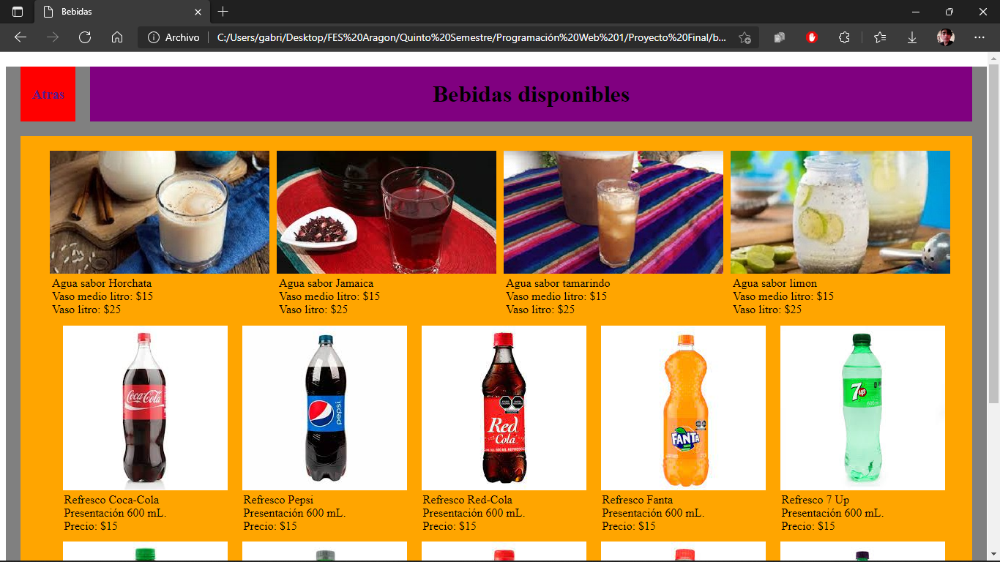 Bebidas
Archivo
C:/Users/gabri/Desktop/FES%20Aragon/Quinto%20Semestre/Programación%20Web%201/Proyecto%20Final/b...
Atras
Bebidas disponibles
Agua sabor Horchata
Vaso medio litro: $15
Vaso litro: $25
Agua sabor Jamaica
Vaso medio litro: $15
Vaso litro: $25
Agua sabor tamarindo
Vaso medio litro: $15
Vaso litro: $25
Agua sabor limon
Vaso medio litro: $15
Vaso litro: $25
Coca-Cola
pepsi
Red
Cola
FANTA
7up
600
Refresco Coca-Cola
Presentación 600 mL.
Precio: $15
Refresco Pepsi
Presentación 600 mL.
Precio: $15
Refresco Red-Cola
Presentación 600 mL.
Precio: $15
Refresco Fanta
Presentación 600 mL.
Precio: $15
Refresco 7 Up
Presentación 600 mL.
Precio: $15